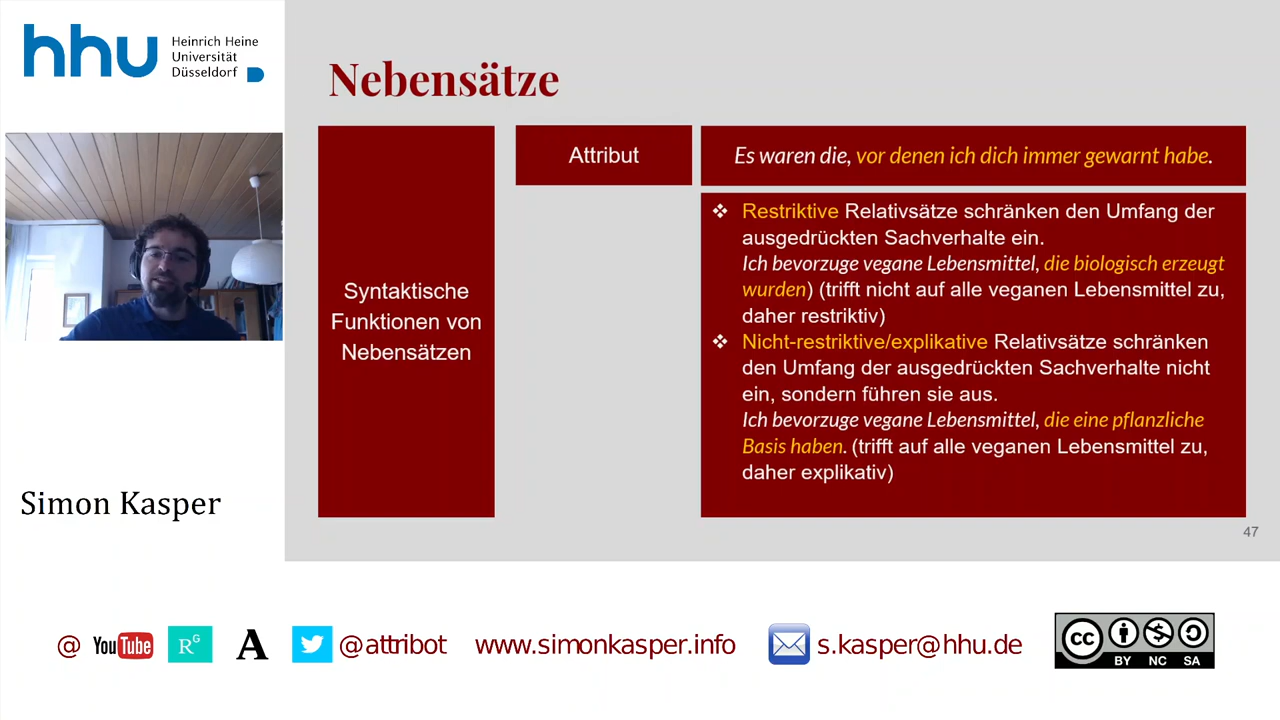 hhu Heinrich Heine
Universität
Düsseldorf
Nebensätze
Syntaktische
Funktionen von
Nebensätzen
Attribut
Es waren die, vor denen ich dich immer gewarnt habe.
❖ Restriktive Relativsätze schränken den Umfang der
ausgedrückten Sachverhalte ein.
Ich bevorzuge vegane Lebensmittel, die biologisch erzeugt
wurden) (trifft nicht auf alle veganen Lebensmittel zu,
daher restriktiv)
❖ Nicht-restriktive/explikative Relativsätze schränken
den Umfang der ausgedrückten Sachverhalte nicht
ein, sondern führen sie aus.
Ich bevorzuge vegane Lebensmittel, die eine pflanzliche
Basis haben. (trifft auf alle veganen Lebensmittel zu,
daher explikativ)
47
Simon Kasper
@ YouTube RG A @attribot www.simonkasper.info s.kasper@hhu.de
cc BY NC SA